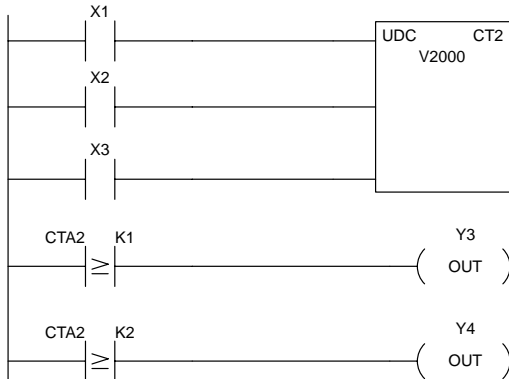 X1
UDC CT2
V2000
X2
X3
CTA2 K1 Y3
≥ OUT
CTA2 K2 Y4
≥ OUT